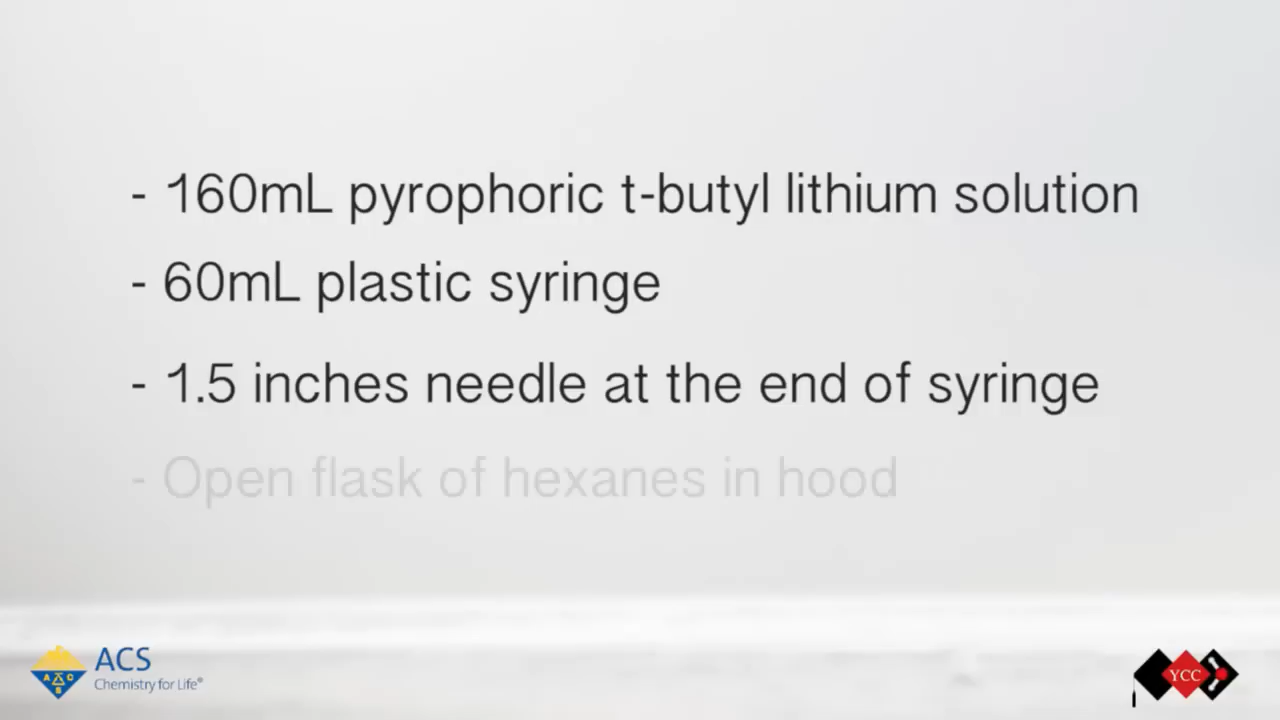 - 160mL pyrophoric t-butyl lithium solution
- 60mL plastic syringe
- 1.5 inches needle at the end of syringe
- Open flask of hexanes in hood
ACS
Chemistry for Life®
A C S
YCC